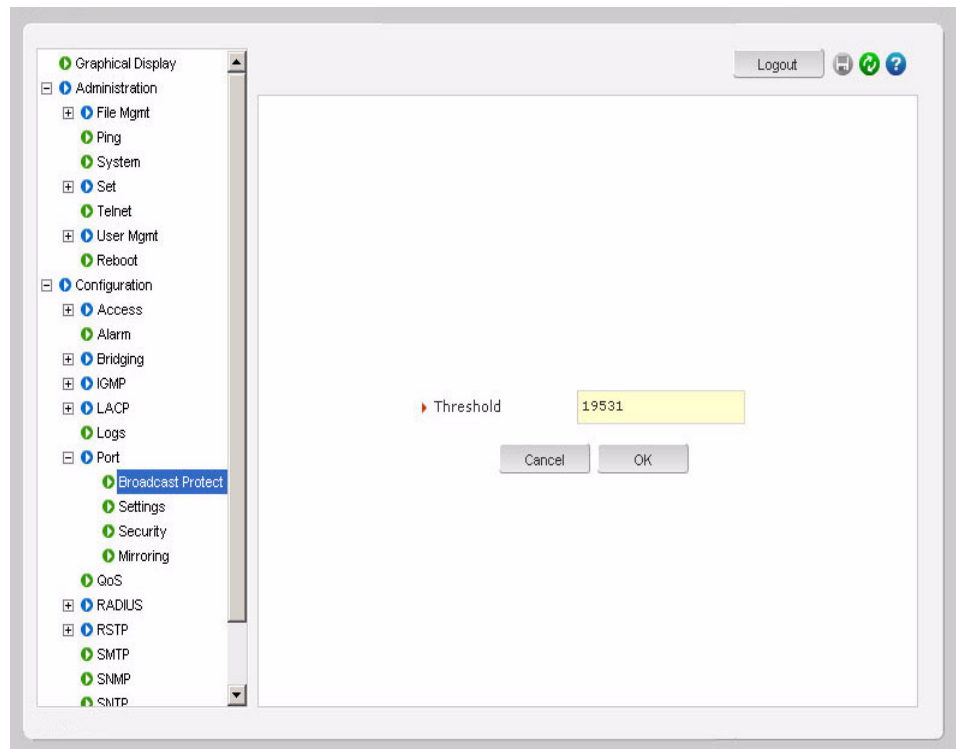 Graphical Display
Administration
File Mgmt
Ping
System
Set
Telnet
User Mgmt
Reboot
Configuration
Access
Alarm
Bridging
IGMP
LACP
Logs
Port
Broadcast Protect
Settings
Security
Mirroring
QoS
RADIUS
RSTP
SMTP
SNMP
SNTP
Logout
?
Threshold 19531
Cancel OK